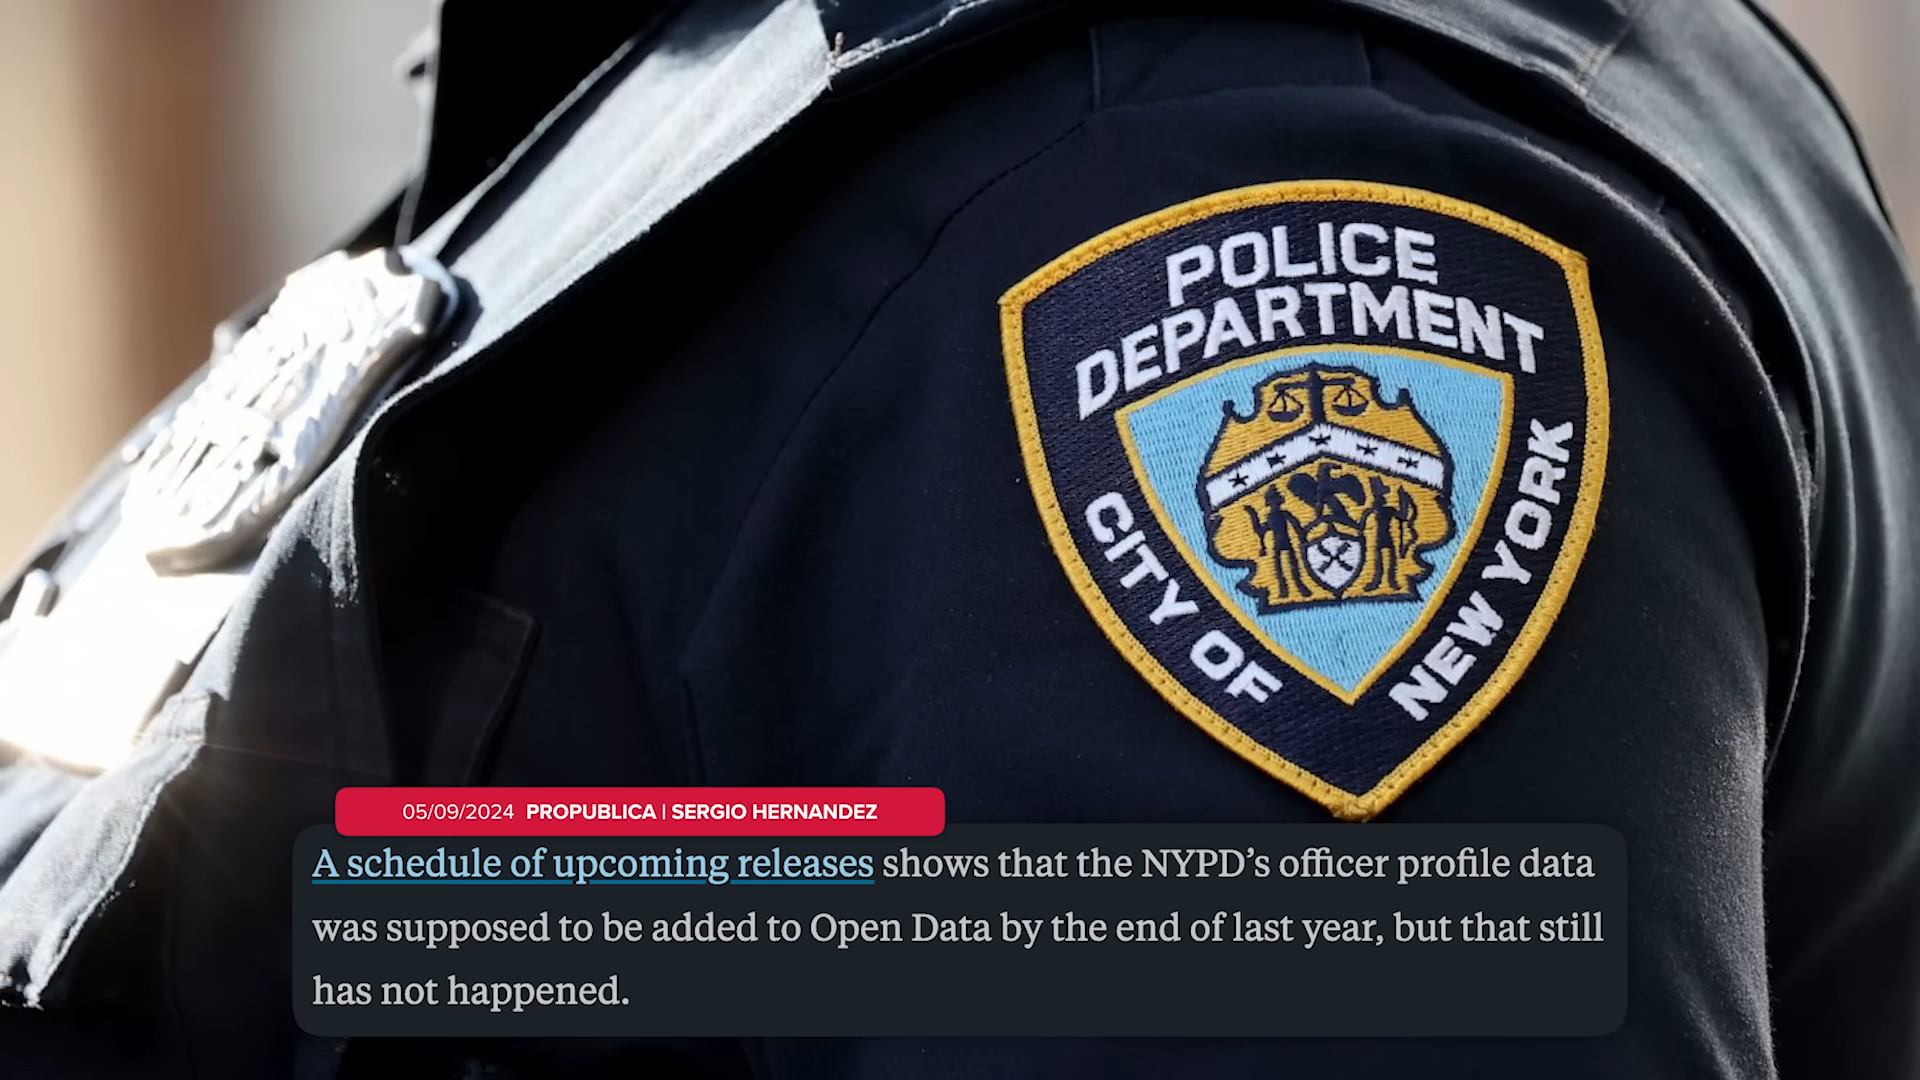 POLICE
DEPARTMENT
CITY OF
NEW YORK
05/09/2024 PROPUBLICA | SERGIO HERNANDEZ
A schedule of upcoming releases shows that the NYPD’s officer profile data
was supposed to be added to Open Data by the end of last year, but that still
has not happened.